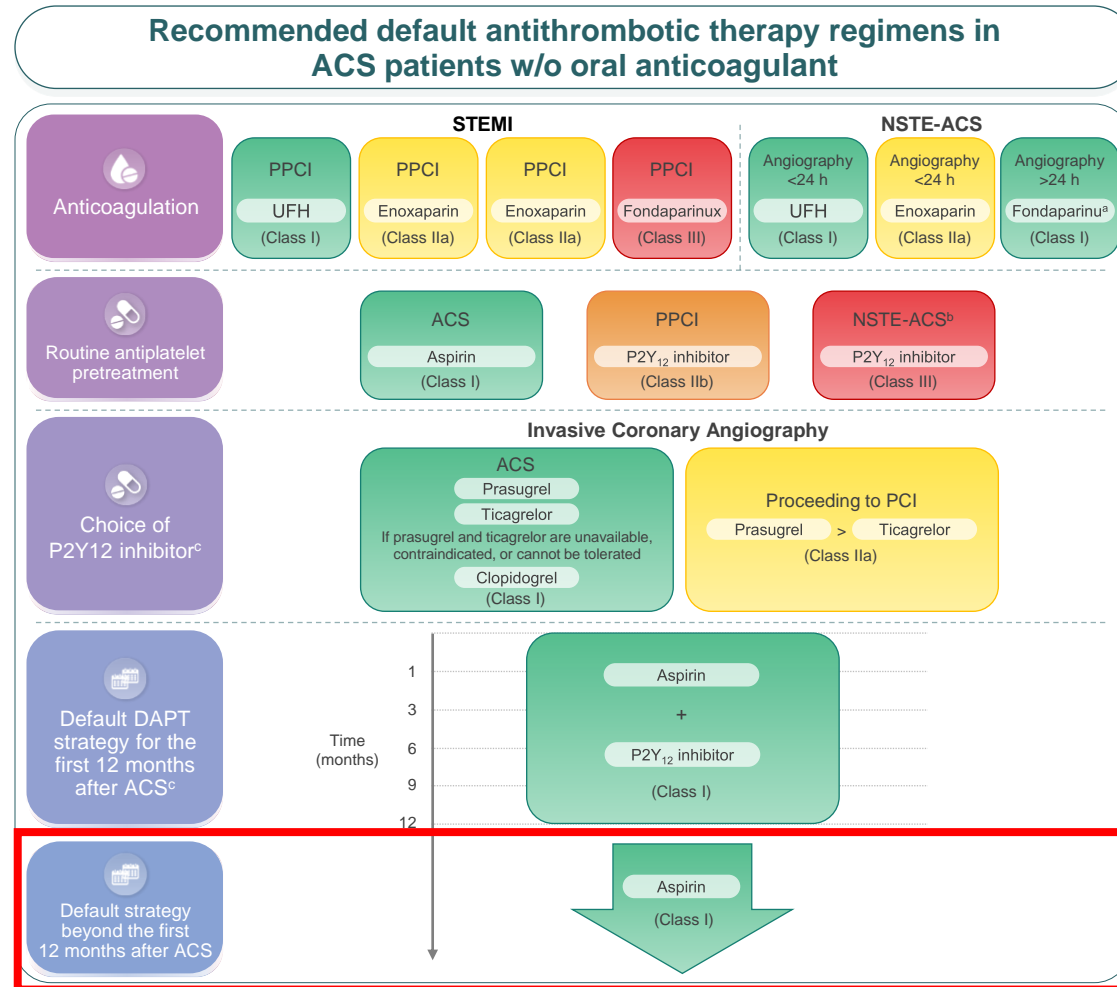 Recommended default antithrombotic therapy regimens in
ACS patients w/o oral anticoagulant
Anticoagulation
STEMI
PPCI
UFH
(Class I)
PPCI
Enoxaparin
(Class IIa)
PPCI
Enoxaparin
(Class IIa)
PPCI
Fondaparinux
(Class III)
NSTE-ACS
Angiography
<24 h
UFH
(Class I)
Angiography
<24 h
Enoxaparin
(Class IIa)
Angiography
>24 h
Fondaparinuᵃ
(Class I)
Routine antiplatelet
pretreatment
ACS
Aspirin
(Class I)
PPCI
P2Y₁₂ inhibitor
(Class IIb)
NSTE-ACSᵇ
P2Y₁₂ inhibitor
(Class III)
Choice of
P2Y12 inhibitorᶜ
Invasive Coronary Angiography
ACS
Prasugrel
Ticagrelor
If prasugrel and ticagrelor are unavailable,
contraindicated, or cannot be tolerated
Clopidogrel
(Class I)
Proceeding to PCI
Prasugrel > Ticagrelor
(Class IIa)
Default DAPT
strategy for the
first 12 months
after ACSᶜ
Time
(months)
1
3
6
9
12
Aspirin
+
P2Y₁₂ inhibitor
(Class I)
Default strategy
beyond the first
12 months after ACS
Aspirin
(Class I)